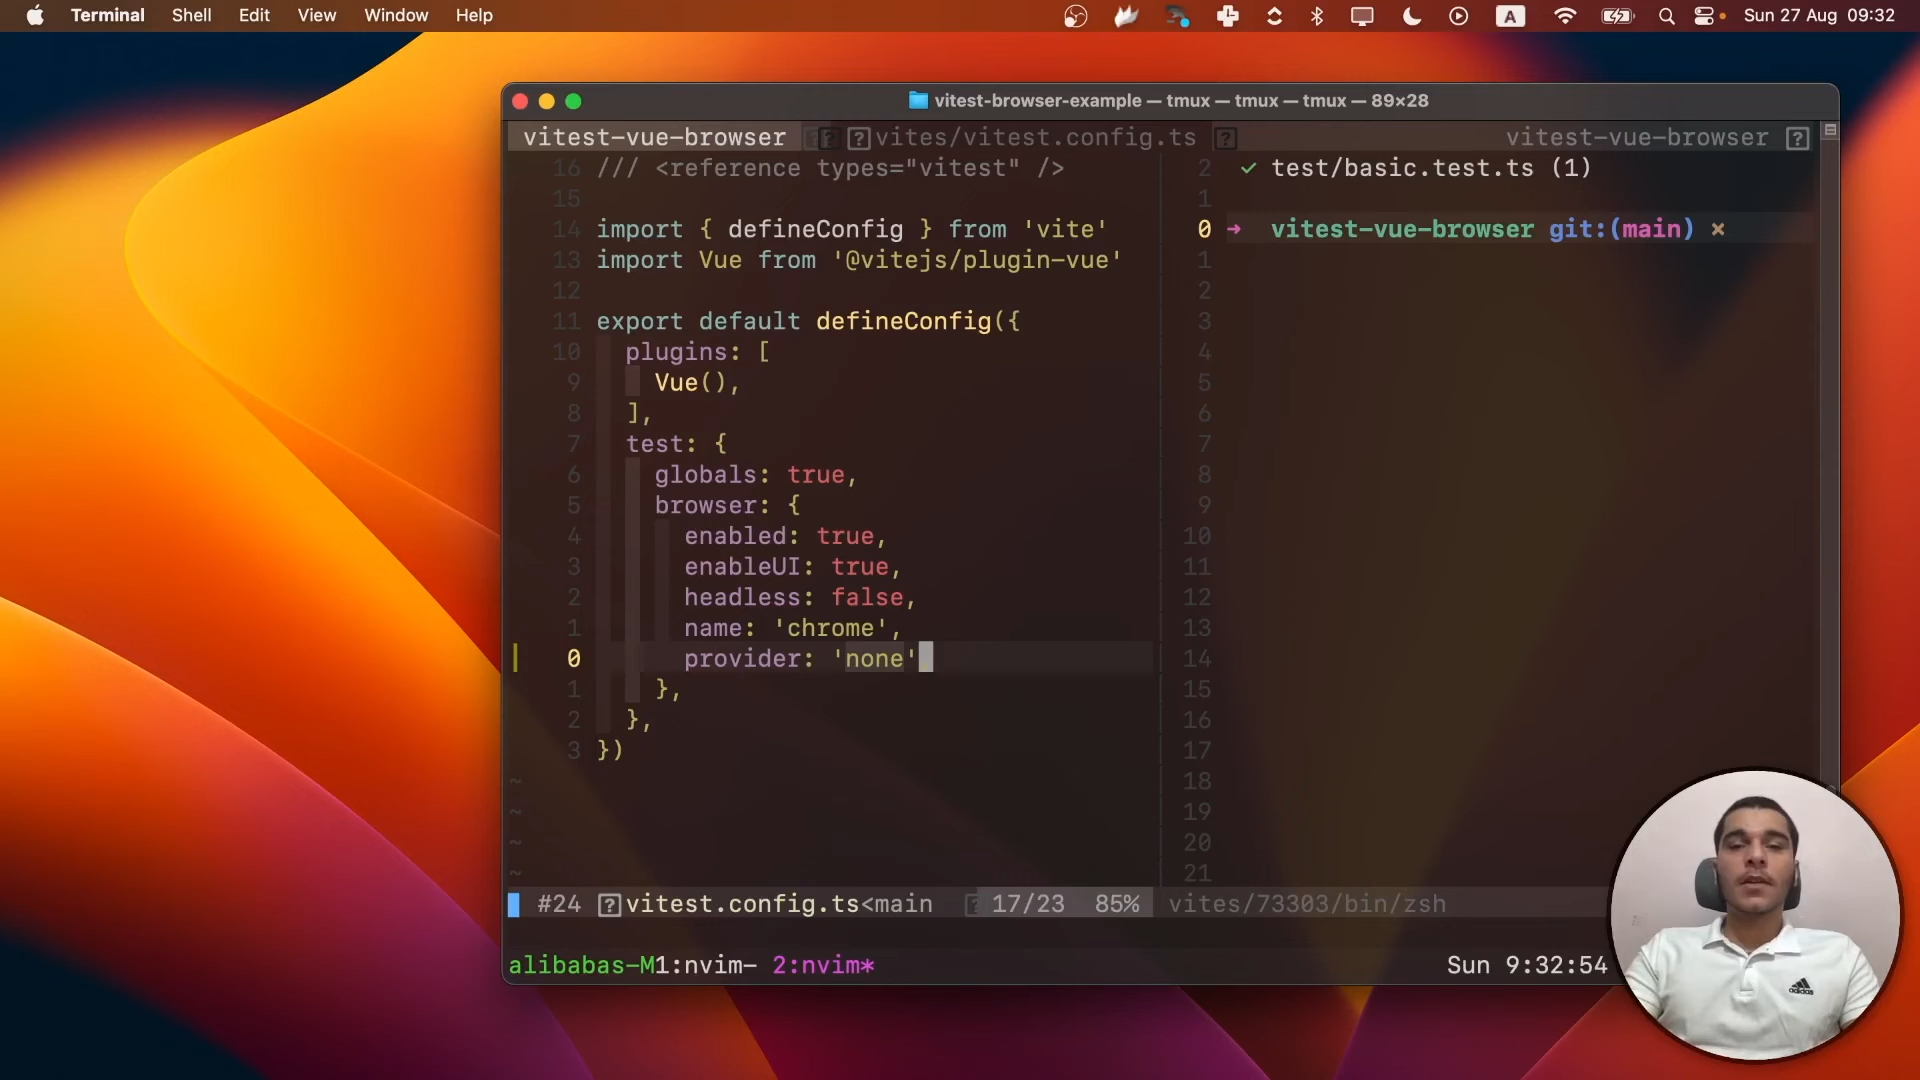 Terminal Shell Edit View Window Help
A Sun 27 Aug 09:32
vitest-browser-example — tmux — tmux — tmux — 89×28
vitest-vue-browser vites/vitest.config.ts
16 /// <reference types="vitest" />
15
14 import { defineConfig } from 'vite'
13 import Vue from '@vitejs/plugin-vue'
12
11 export default defineConfig({
10 plugins: [
9 Vue(),
8 ],
7 test: {
6 globals: true,
5 browser: {
4 enabled: true,
3 enableUI: true,
2 headless: false,
1 name: 'chrome',
0 provider: 'none'
1 },
2 },
3 })
~
~
~
~
#24 vitest.config.ts<main 17/23 85%
vitest-vue-browser
2 ✓ test/basic.test.ts (1)
1
0 → vitest-vue-browser git:(main) ×
1
2
3
4
5
6
7
8
9
10
11
12
13
14
15
16
17
18
19
20
21
vites/73303/bin/zsh
alibabas-M1:nvim- 2:nvim* Sun 9:32:54
adidas